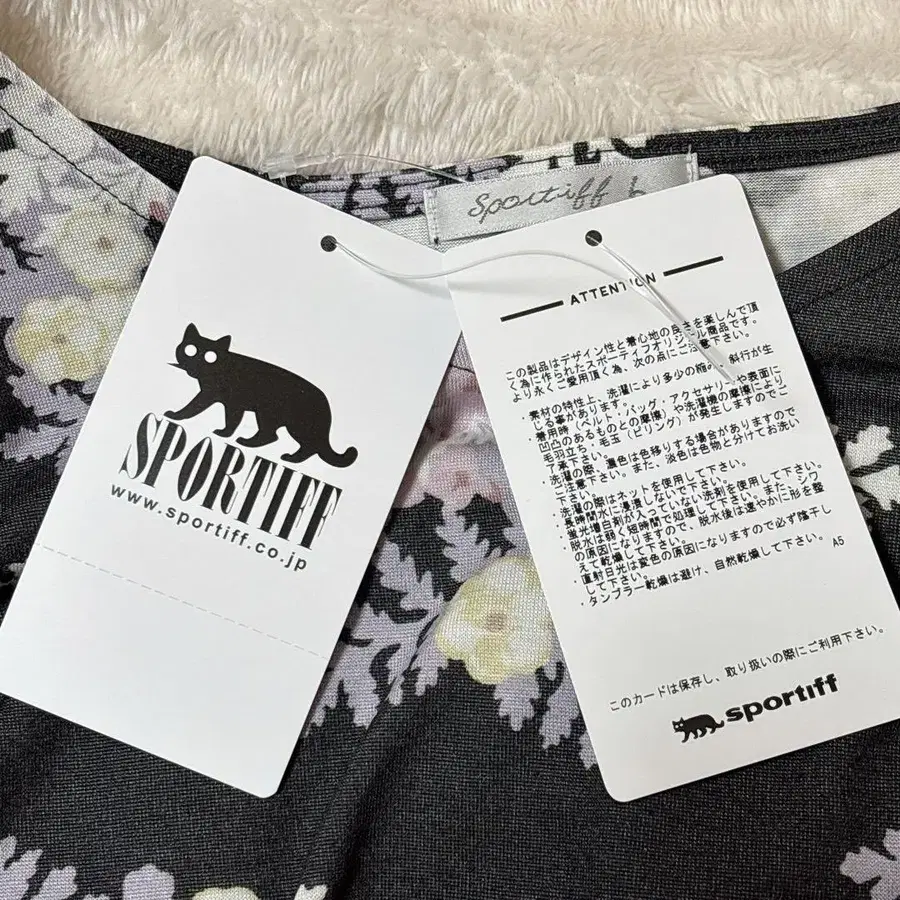 sportiff
SPORTIFF
www.sportiff.co.jp
ATTENTION
この製品はデザイン性と着心地の良さを楽しんで頂
く為に作られたスポーティフオリジナル商品です。
より永くご愛用頂く為、次の点にご注意下さい。
・素材の特性上、洗濯により多少の縮み、斜行が生
じる事があります。
・着用時（ベルト、バッグ、アクセサリーや表面に
凹凸のあるものとの摩擦）や洗濯機の摩擦により
毛羽立ち、毛玉（ピリング）が発生しますのでご
了承下さい。
・洗濯の際、濃色は色移りする場合がありますので
ご注意下さい。また、淡色は色物と分けてお洗い
下さい。
・洗濯の際はネットを使用して下さい。
・長時間水に浸漬しないで下さい。
・蛍光増白剤が入っていない洗剤を使用して下さい。
・脱水は弱く短時間で処理して下さい。また、シワ
の原因になりますので、脱水後は速やかに形を整
えて乾燥して下さい。
・直射日光は変色の原因になりますので必ず陰干し
して下さい。
・タンブラー乾燥は避け、自然乾燥して下さい。 A5
このカードは保存し、取り扱いの際にご利用下さい。
sportiff